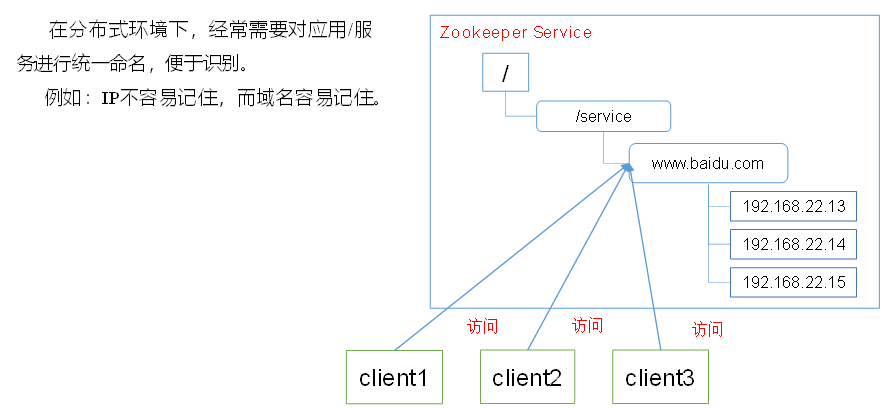 在分布式环境下，经常需要对应用/服
务进行统一命名，便于识别。
例如：IP不容易记住，而域名容易记住。
Zookeeper Service
/
/service
www.baidu.com
192.168.22.13
192.168.22.14
192.168.22.15
访问
访问
访问
client1
client2
client3